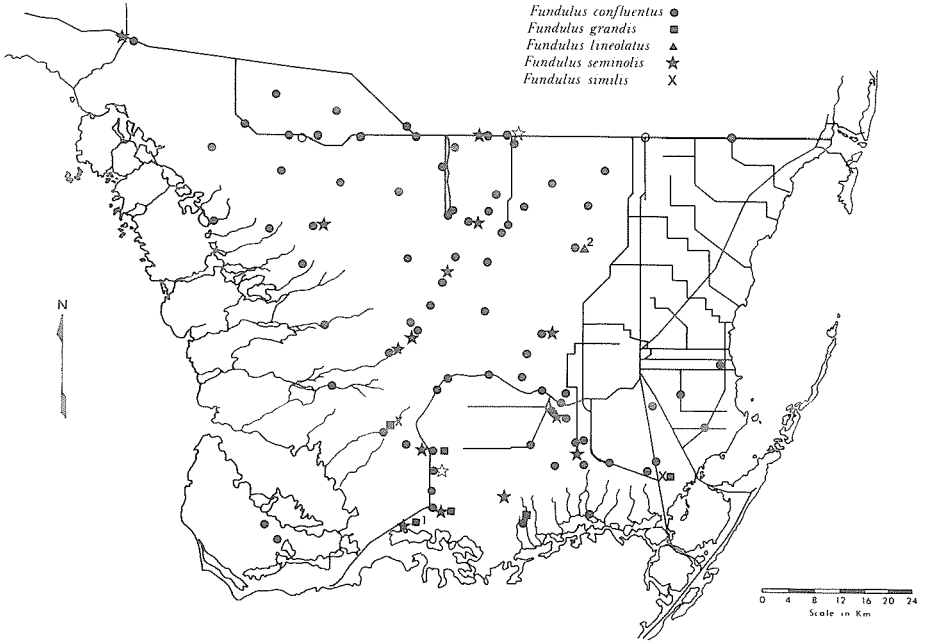 Fundulus confluentus
Fundulus grandis
Fundulus lineolatus
Fundulus seminolis
Fundulus similis X
2
N
1
0 4 8 12 16 20 24
Scale in Km